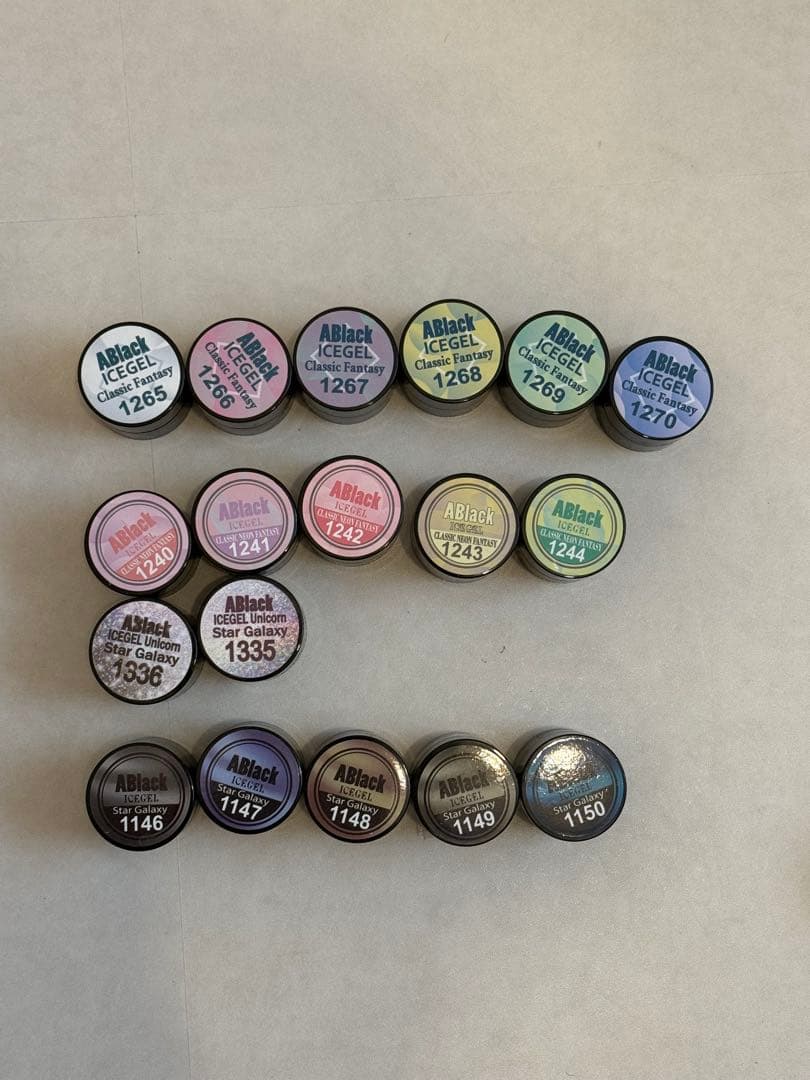 ABlack
ICEGEL
Classic Fantasy
1265
ABlack
ICEGEL
Classic Fantasy
1266
ABlack
ICEGEL
Classic Fantasy
1267
ABlack
ICEGEL
Classic Fantasy
1268
ABlack
ICEGEL
Classic Fantasy
1269
ABlack
ICEGEL
Classic Fantasy
1270
ABlack
ICEGEL
CLASSIC NEON FANTASY
1240
ABlack
ICEGEL
CLASSIC NEON FANTASY
1241
ABlack
ICEGEL
CLASSIC NEON FANTASY
1242
ABlack
ICEGEL
CLASSIC NEON FANTASY
1243
ABlack
ICEGEL
CLASSIC NEON FANTASY
1244
ABlack
ICEGEL Unicorn
Star Galaxy
1336
ABlack
ICEGEL Unicorn
Star Galaxy
1335
ABlack
ICEGEL
Star Galaxy
1146
ABlack
ICEGEL
Star Galaxy
1147
ABlack
ICEGEL
Star Galaxy
1148
ABlack
ICEGEL
Star Galaxy
1149
ABlack
ICEGEL
Star Galaxy
1150